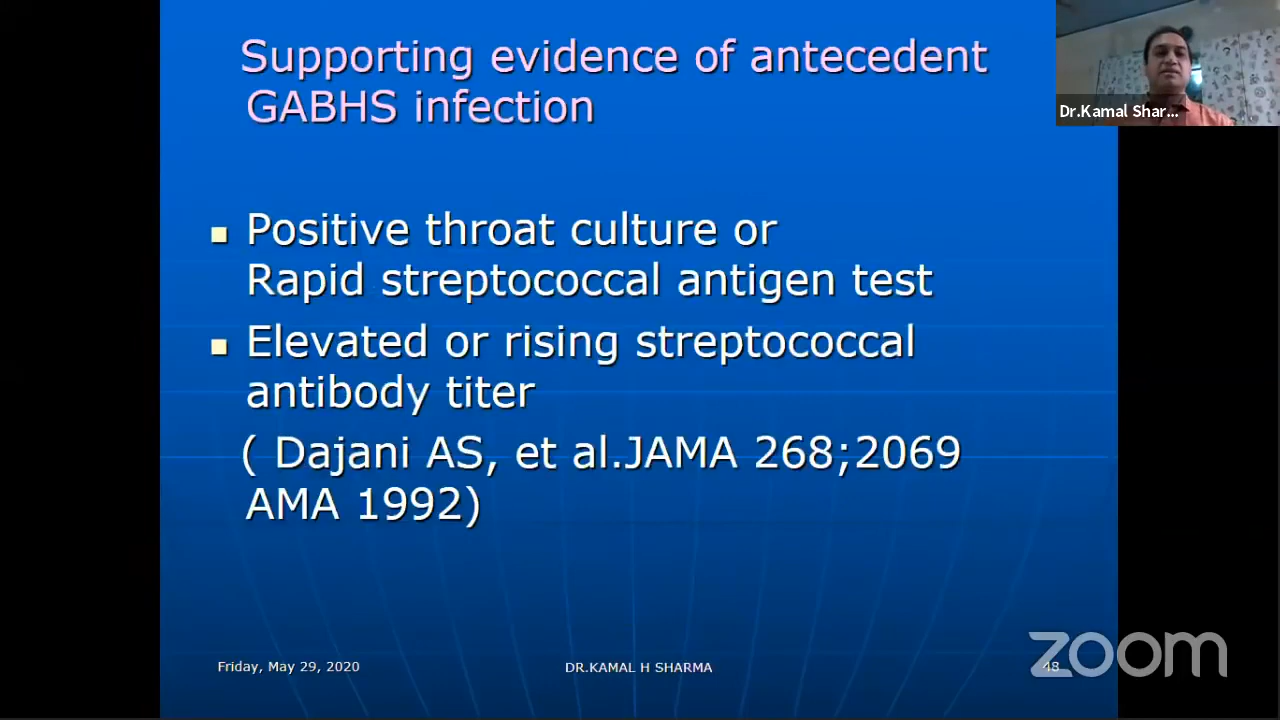 Supporting evidence of antecedent
GABHS infection
Dr.Kamal Shar...
Positive throat culture or
Rapid streptococcal antigen test
Elevated or rising streptococcal
antibody titer
( Dajani AS, et al.JAMA 268;2069
AMA 1992)
Friday, May 29, 2020
DR.KAMAL H SHARMA
48
zoom